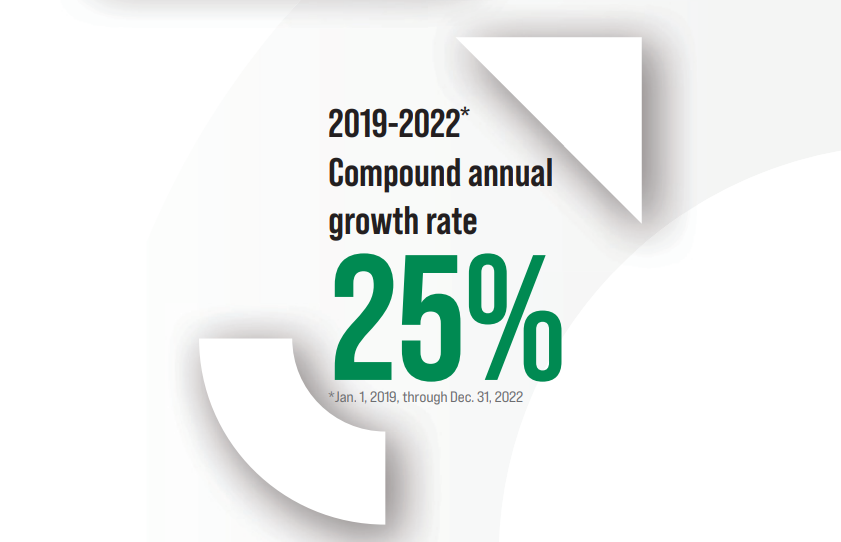 2019-2022*
Compound annual
growth rate
25%
*Jan. 1, 2019, through Dec. 31, 2022